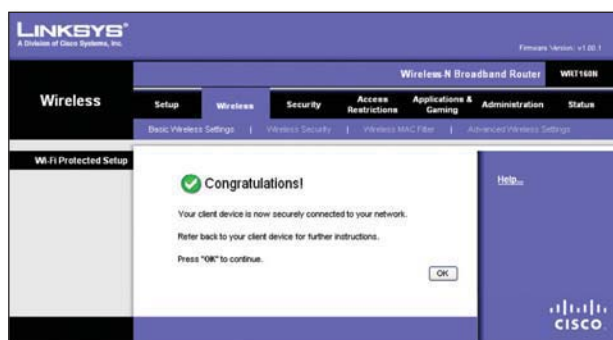 LINKSYS®
A Division of Cisco Systems, Inc.
Firmware Version: v1.00.1
Wireless-N Broadband Router WRT160N
Wireless
Setup Wireless Security Access Restrictions Applications & Gaming Administration Status
Basic Wireless Settings | Wireless Security | Wireless MAC Filter | Advanced Wireless Settings
Wi-Fi Protected Setup
Congratulations!
Help...
Your client device is now securely connected to your network.
Refer back to your client device for further instructions.
Press "OK" to continue.
OK
CISCO